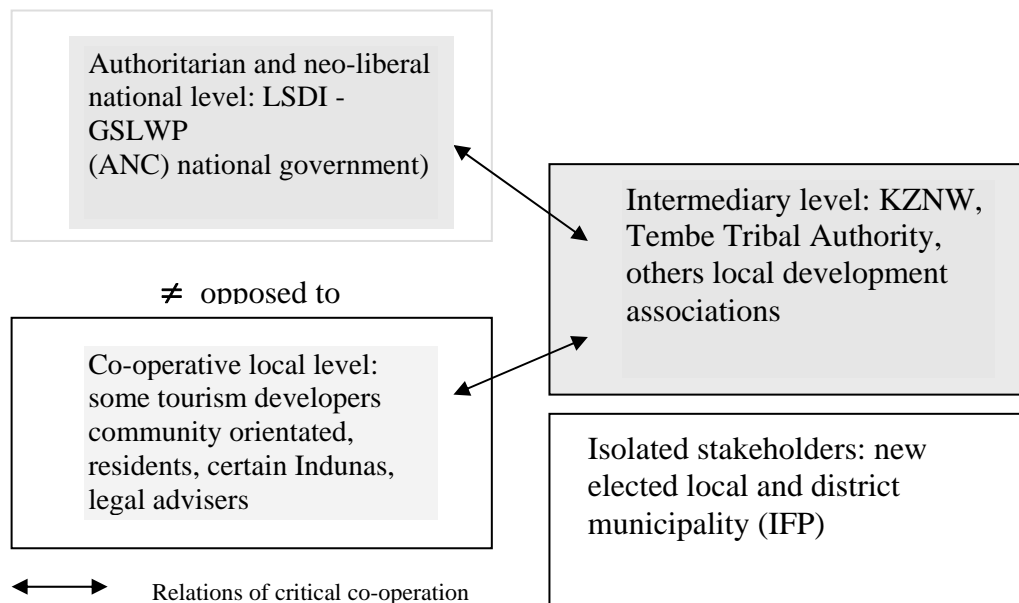 Authoritarian and neo-liberal
national level: LSDI -
GSLWP
(ANC) national government)
≠ opposed to
Co-operative local level:
some tourism developers
community orientated,
residents, certain Indunas,
legal advisers
Intermediary level: KZNW,
Tembe Tribal Authority,
others local development
associations
Isolated stakeholders: new
elected local and district
municipality (IFP)
Relations of critical co-operation